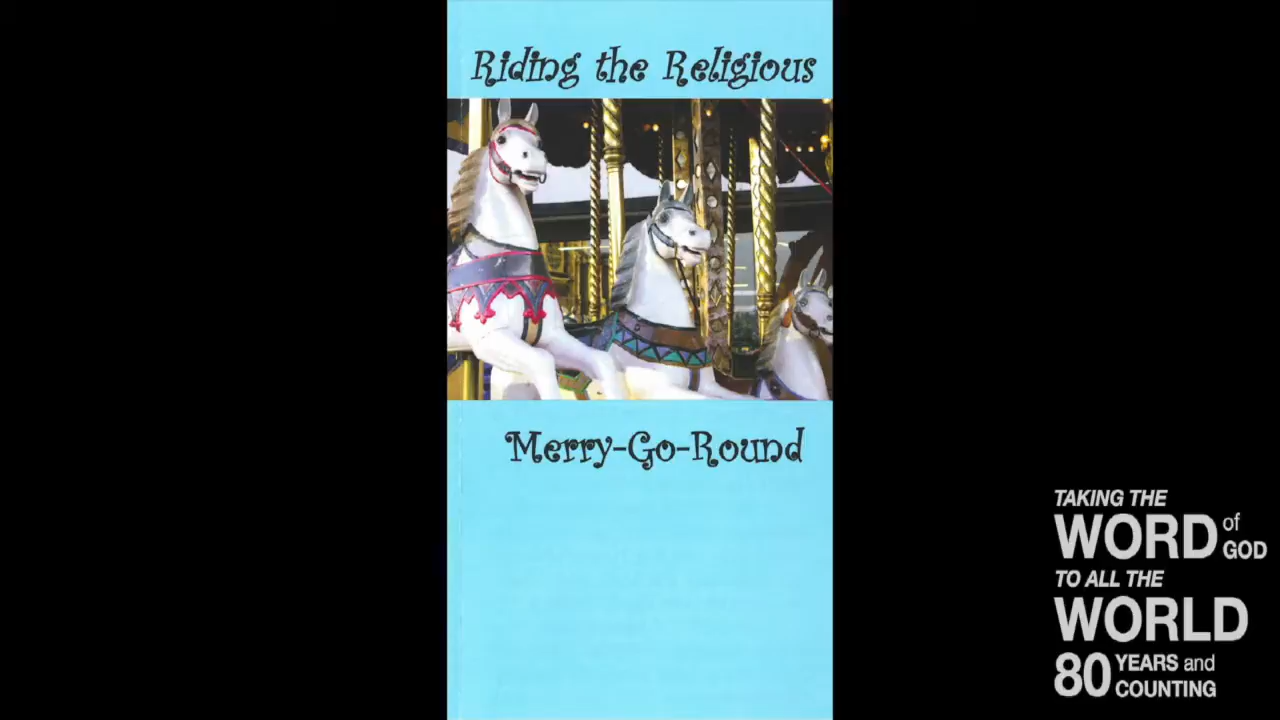 Riding the Religious
Merry-Go-Round
TAKING THE
WORD of GOD
TO ALL THE
WORLD
80 YEARS and
COUNTING